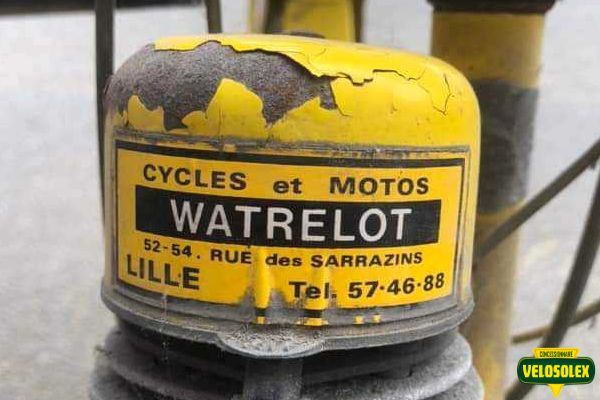 CYCLES et MOTOS
WATRELOT
52-54. RUE des SARRAZINS
LILLE Tel. 57·46·88
CONCESSIONNAIRE
VELOSOLEX